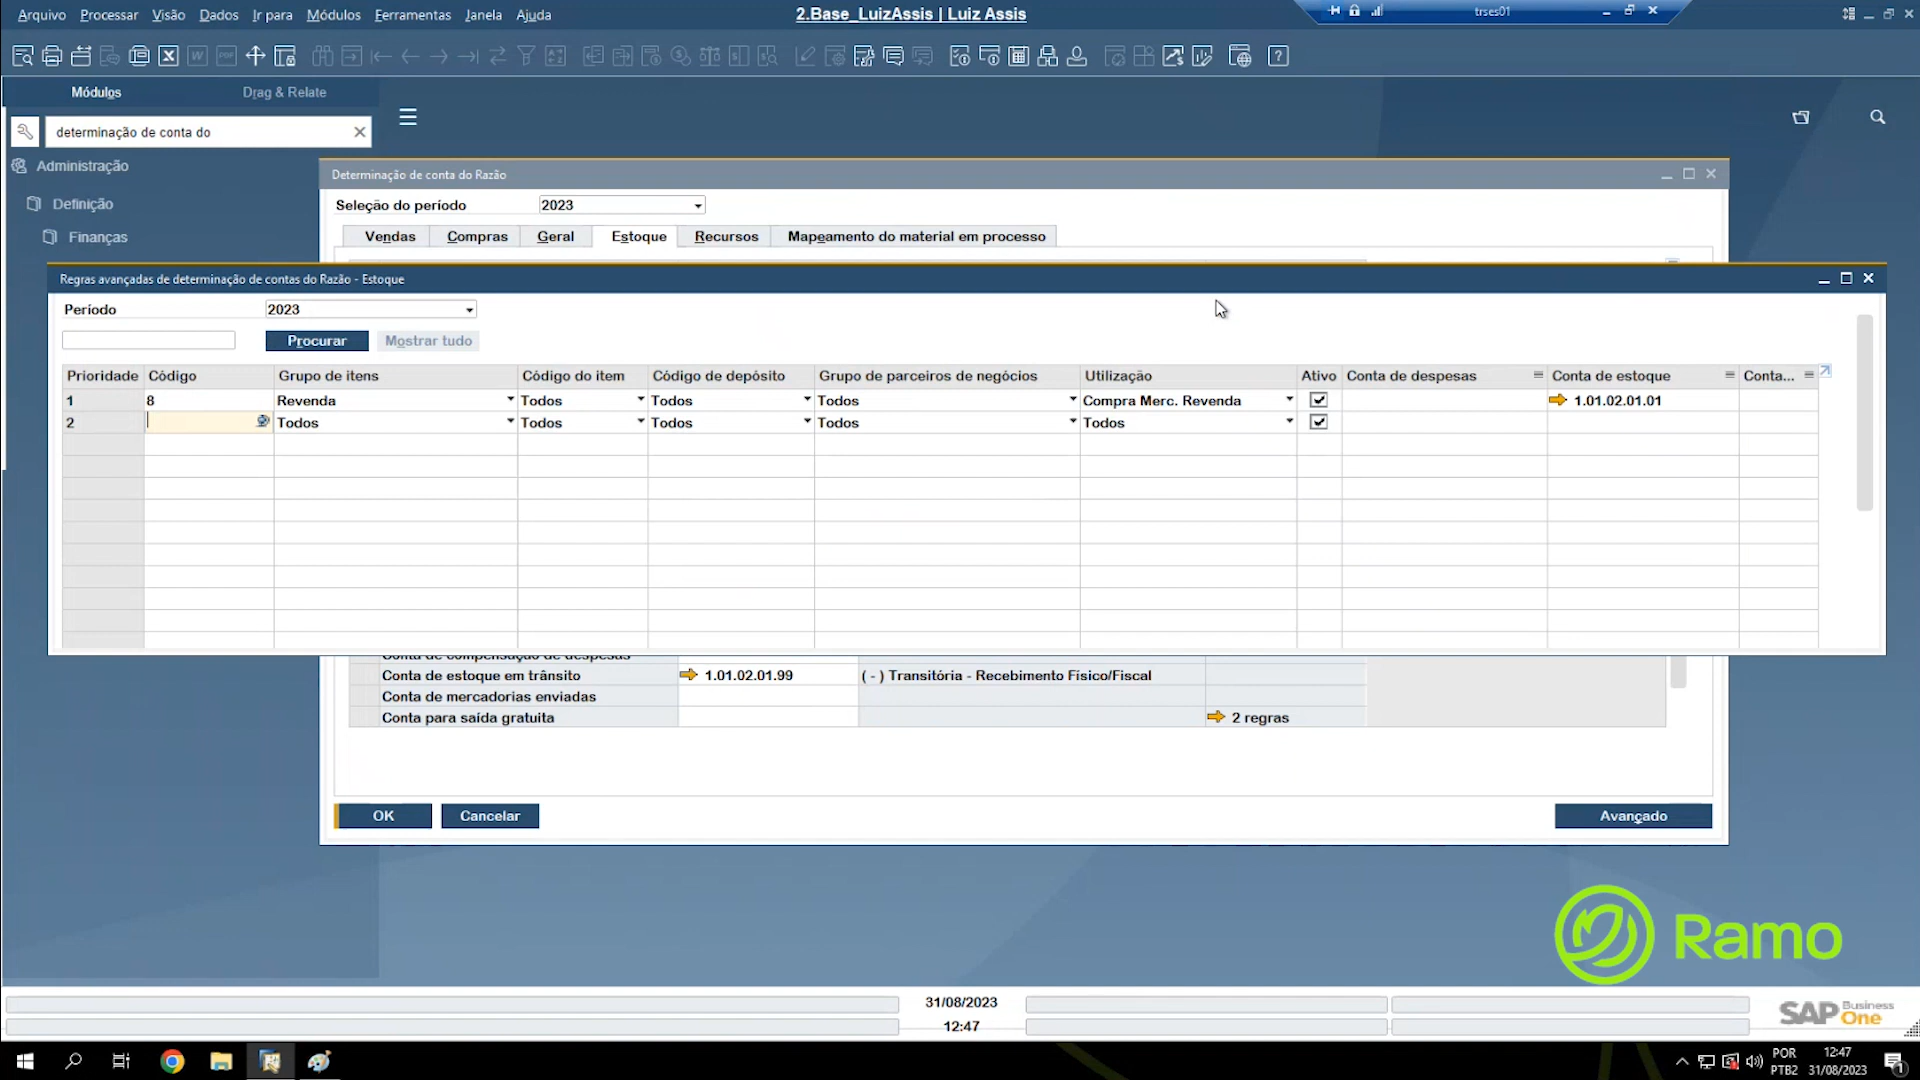 Arquivo Processar Visão Dados Ir para Módulos Ferramentas Janela Ajuda
2.Base_LuizAssis | Luiz Assis
trses01
Módulos
Drag & Relate
determinação de conta do
Administração
Definição
Finanças
Determinação de conta do Razão
Seleção do período 2023
Vendas Compras Geral Estoque Recursos Mapeamento do material em processo
Regras avançadas de determinação de contas do Razão - Estoque
Período 2023
Procurar Mostrar tudo
Prioridade Código Grupo de itens Código do item Código de depósito Grupo de parceiros de negócios Utilização Ativo Conta de despesas Conta de estoque Conta...
1 8 Revenda Todos Todos Todos Compra Merc. Revenda 1.01.02.01.01
2 Todos Todos Todos Todos Todos
Conta de compensação de despesas
Conta de estoque em trânsito 1.01.02.01.99 ( - ) Transitória - Recebimento Físico/Fiscal
Conta de mercadorias enviadas
Conta para saída gratuita 2 regras
OK Cancelar Avançado
Ramo
31/08/2023
12:47
SAP Business One
POR
PTB2
12:47
31/08/2023
1